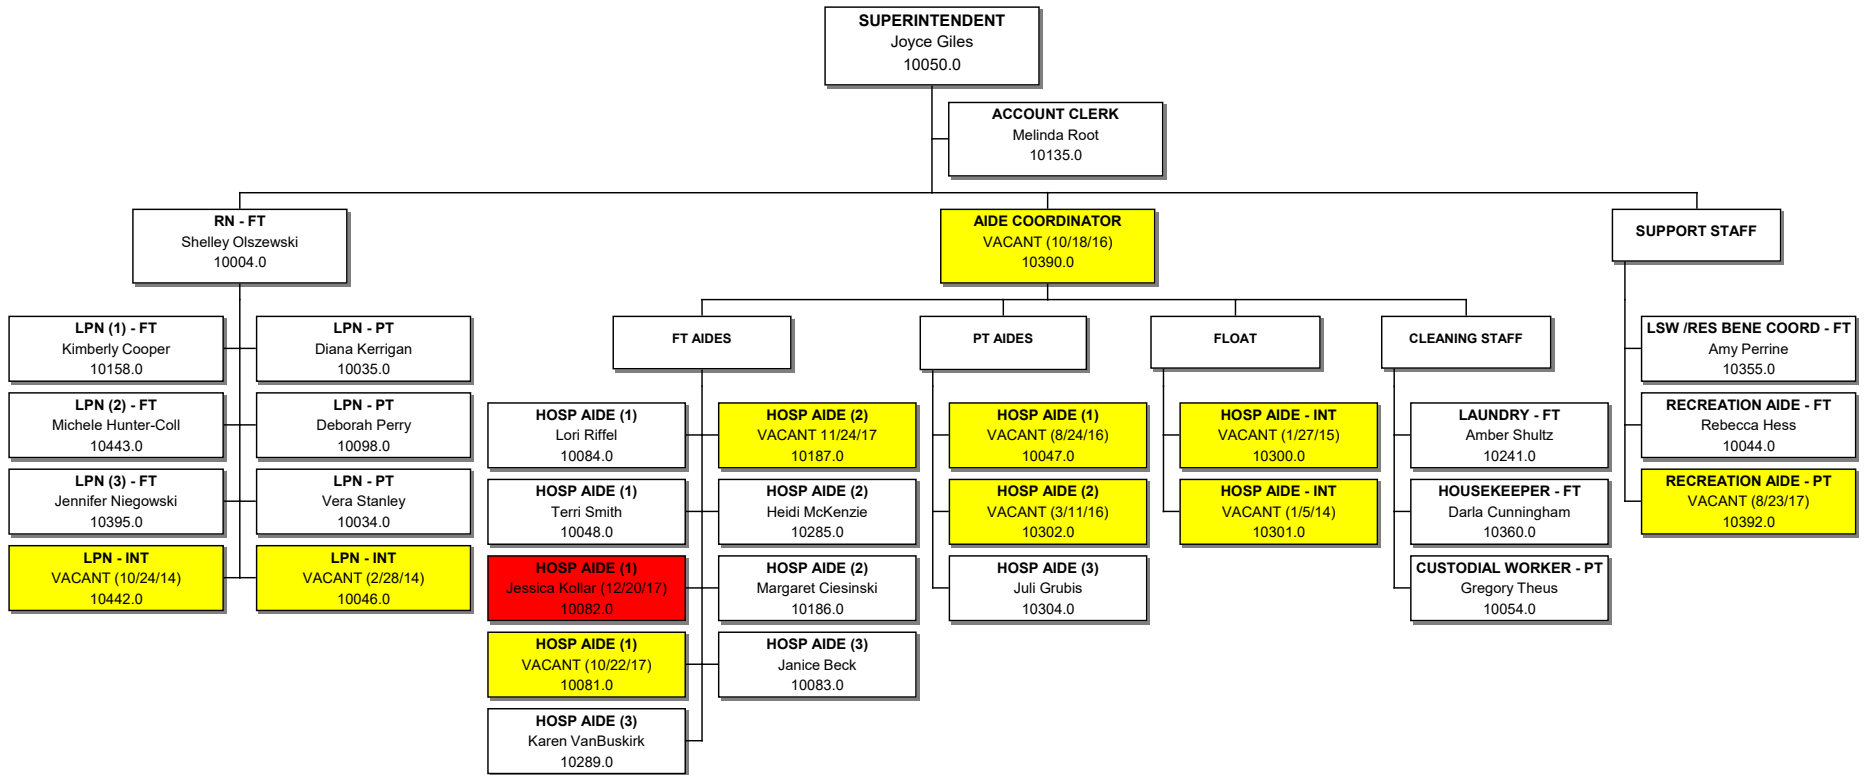 SUPERINTENDENT
Joyce Giles
10050.0
ACCOUNT CLERK
Melinda Root
10135.0
RN - FT
Shelley Olszewski
10004.0
AIDE COORDINATOR
VACANT (10/18/16)
10390.0
SUPPORT STAFF
LPN (1) - FT
Kimberly Cooper
10158.0
LPN - PT
Diana Kerrigan
10035.0
LPN (2) - FT
Michele Hunter-Coll
10443.0
LPN - PT
Deborah Perry
10098.0
LPN (3) - FT
Jennifer Niegowski
10395.0
LPN - PT
Vera Stanley
10034.0
LPN - INT
VACANT (10/24/14)
10442.0
LPN - INT
VACANT (2/28/14)
10046.0
FT AIDES
HOSP AIDE (1)
Lori Riffel
10084.0
HOSP AIDE (2)
VACANT 11/24/17
10187.0
HOSP AIDE (1)
Terri Smith
10048.0
HOSP AIDE (2)
Heidi McKenzie
10285.0
HOSP AIDE (1)
Jessica Kollar (12/20/17)
10082.0
HOSP AIDE (2)
Margaret Ciesinski
10186.0
HOSP AIDE (1)
VACANT (10/22/17)
10081.0
HOSP AIDE (3)
Janice Beck
10083.0
HOSP AIDE (3)
Karen VanBuskirk
10289.0
PT AIDES
HOSP AIDE (1)
VACANT (8/24/16)
10047.0
HOSP AIDE (2)
VACANT (3/11/16)
10302.0
HOSP AIDE (3)
Juli Grubis
10304.0
FLOAT
HOSP AIDE - INT
VACANT (1/27/15)
10300.0
HOSP AIDE - INT
VACANT (1/5/14)
10301.0
CLEANING STAFF
LAUNDRY - FT
Amber Shultz
10241.0
HOUSEKEEPER - FT
Darla Cunningham
10360.0
CUSTODIAL WORKER - PT
Gregory Theus
10054.0
LSW /RES BENE COORD - FT
Amy Perrine
10355.0
RECREATION AIDE - FT
Rebecca Hess
10044.0
RECREATION AIDE - PT
VACANT (8/23/17)
10392.0